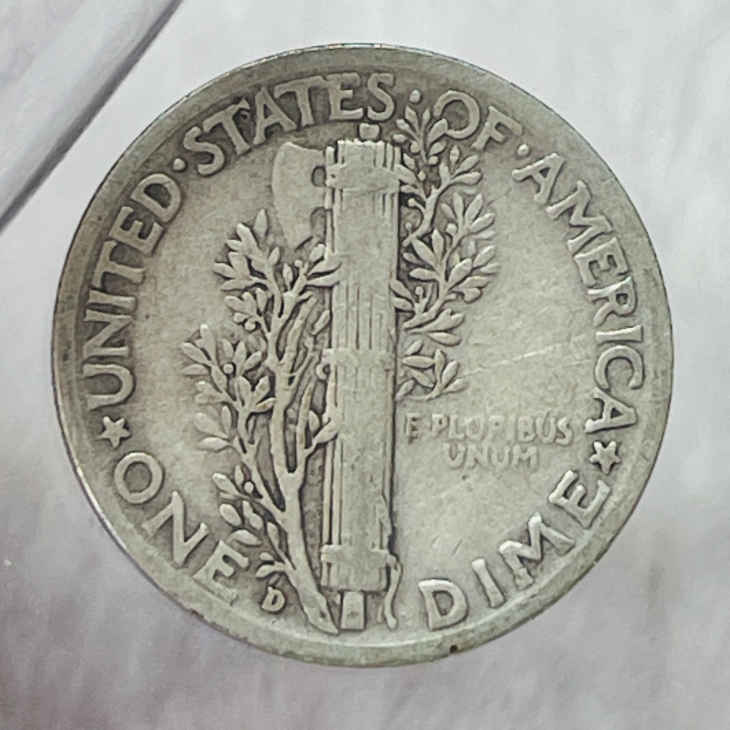 UNITED·STATES·OF·AMERICA
E PLURIBUS
UNUM
★ONE DIME★
D